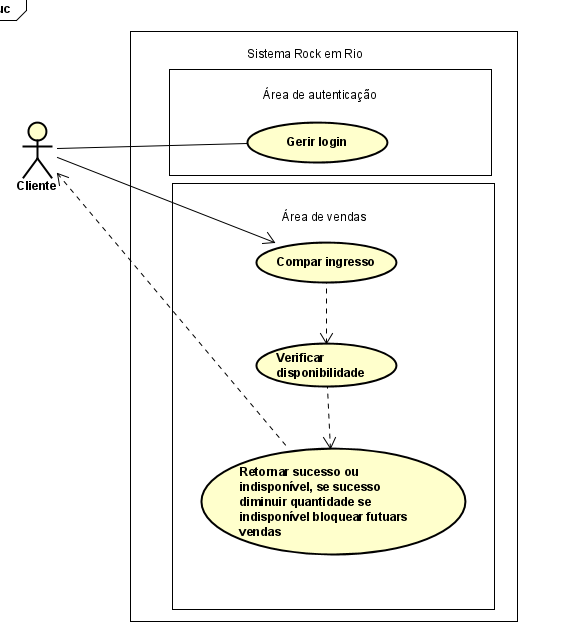 uc
Sistema Rock em Rio
Área de autenticação
Gerir login
Cliente
Área de vendas
Compar ingresso
Verificar
disponibilidade
Retornar sucesso ou
indisponível, se sucesso
diminuir quantidade se
indisponível bloquear futuars
vendas